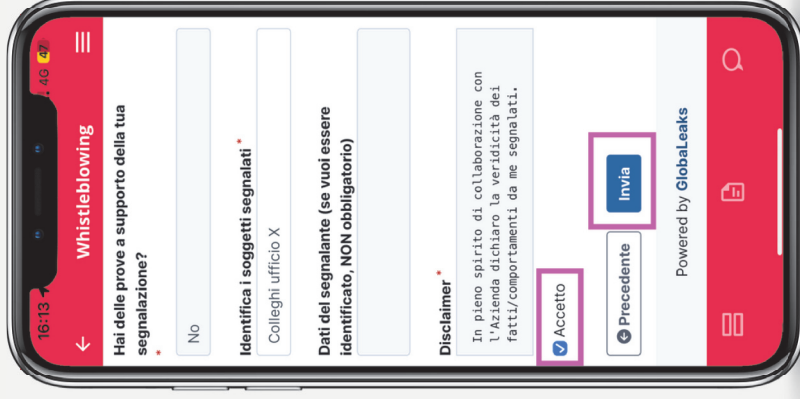 16:13
4G 47
Whistleblowing
Hai delle prove a supporto della tua
segnalazione?
*
No
Identifica i soggetti segnalati *
Colleghi ufficio X
Dati del segnalante (se vuoi essere
identificato, NON obbligatorio)
Disclaimer *
In pieno spirito di collaborazione con
l'Azienda dichiaro la veridicità dei
fatti/comportamenti da me segnalati.
Accetto
Precedente
Invia
Powered by GlobaLeaks